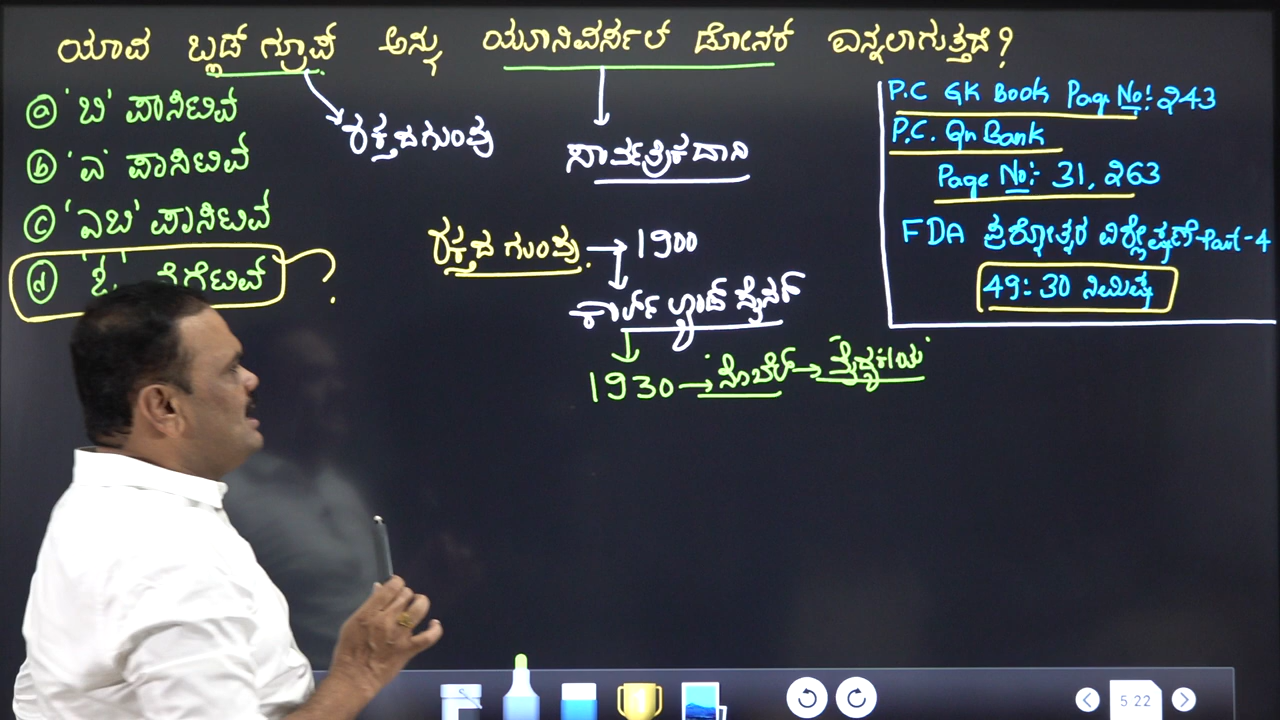 ಯಾವ ಬ್ಲಡ್ ಗ್ರೂಪ್ ಅನ್ನು ಯೂನಿವರ್ಸಲ್ ಡೋನರ್ ಎನ್ನಲಾಗುತ್ತದೆ?
ⓐ 'ಬಿ' ಪಾಸಿಟಿವ್
ⓑ 'ಎ' ಪಾಸಿಟಿವ್
ⓒ 'ಎಬಿ' ಪಾಸಿಟಿವ್
ⓓ 'ಓ' ನೆಗೆಟಿವ್ ?
ರಕ್ತದ ಗುಂಪು
ಸಾರ್ವತ್ರಿಕ ದಾನಿ
ರಕ್ತದ ಗುಂಪು → 1900
ಕಾರ್ಲ್ ಲ್ಯಾಂಡ್ ಸ್ಟೈನರ್
1930 → 'ನೊಬೆಲ್' → 'ವೈದ್ಯಕೀಯ'
P.C GK Book Page No:- 243
P.C. Qn Bank
Page No:- 31, 263
FDA ಪ್ರಶ್ನೋತ್ತರ ವಿಶ್ಲೇಷಣೆ Part-4
49:30 ನಿಮಿಷ
5 22